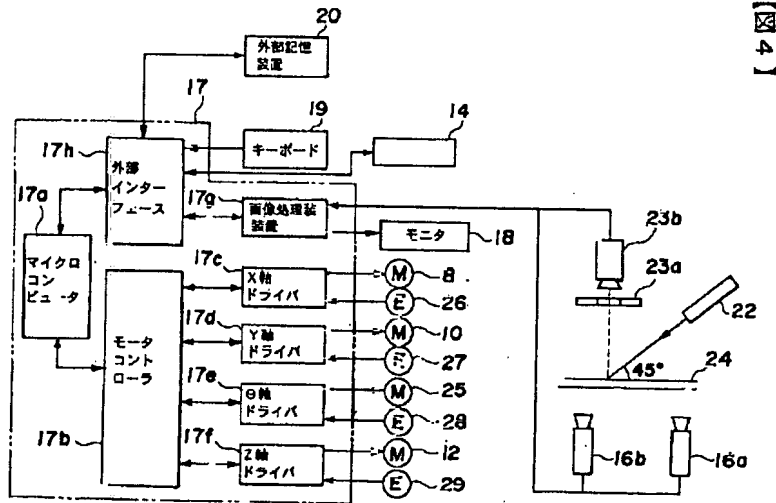 【図4】
20
外部記憶
装置
17
19
キーボード
14
17h
外部
インター
フェース
17a
17g
画像処理装
装置
モニタ
18
マイクロ
コン
ピュータ
17c
X軸
ドライバ
M
8
E
26
17d
Y軸
ドライバ
M
10
E
27
モータ
コント
ローラ
17e
Θ軸
ドライバ
M
25
E
28
17b
17f
Z軸
ドライバ
M
12
E
29
23b
23a
22
24
45°
16b
16a